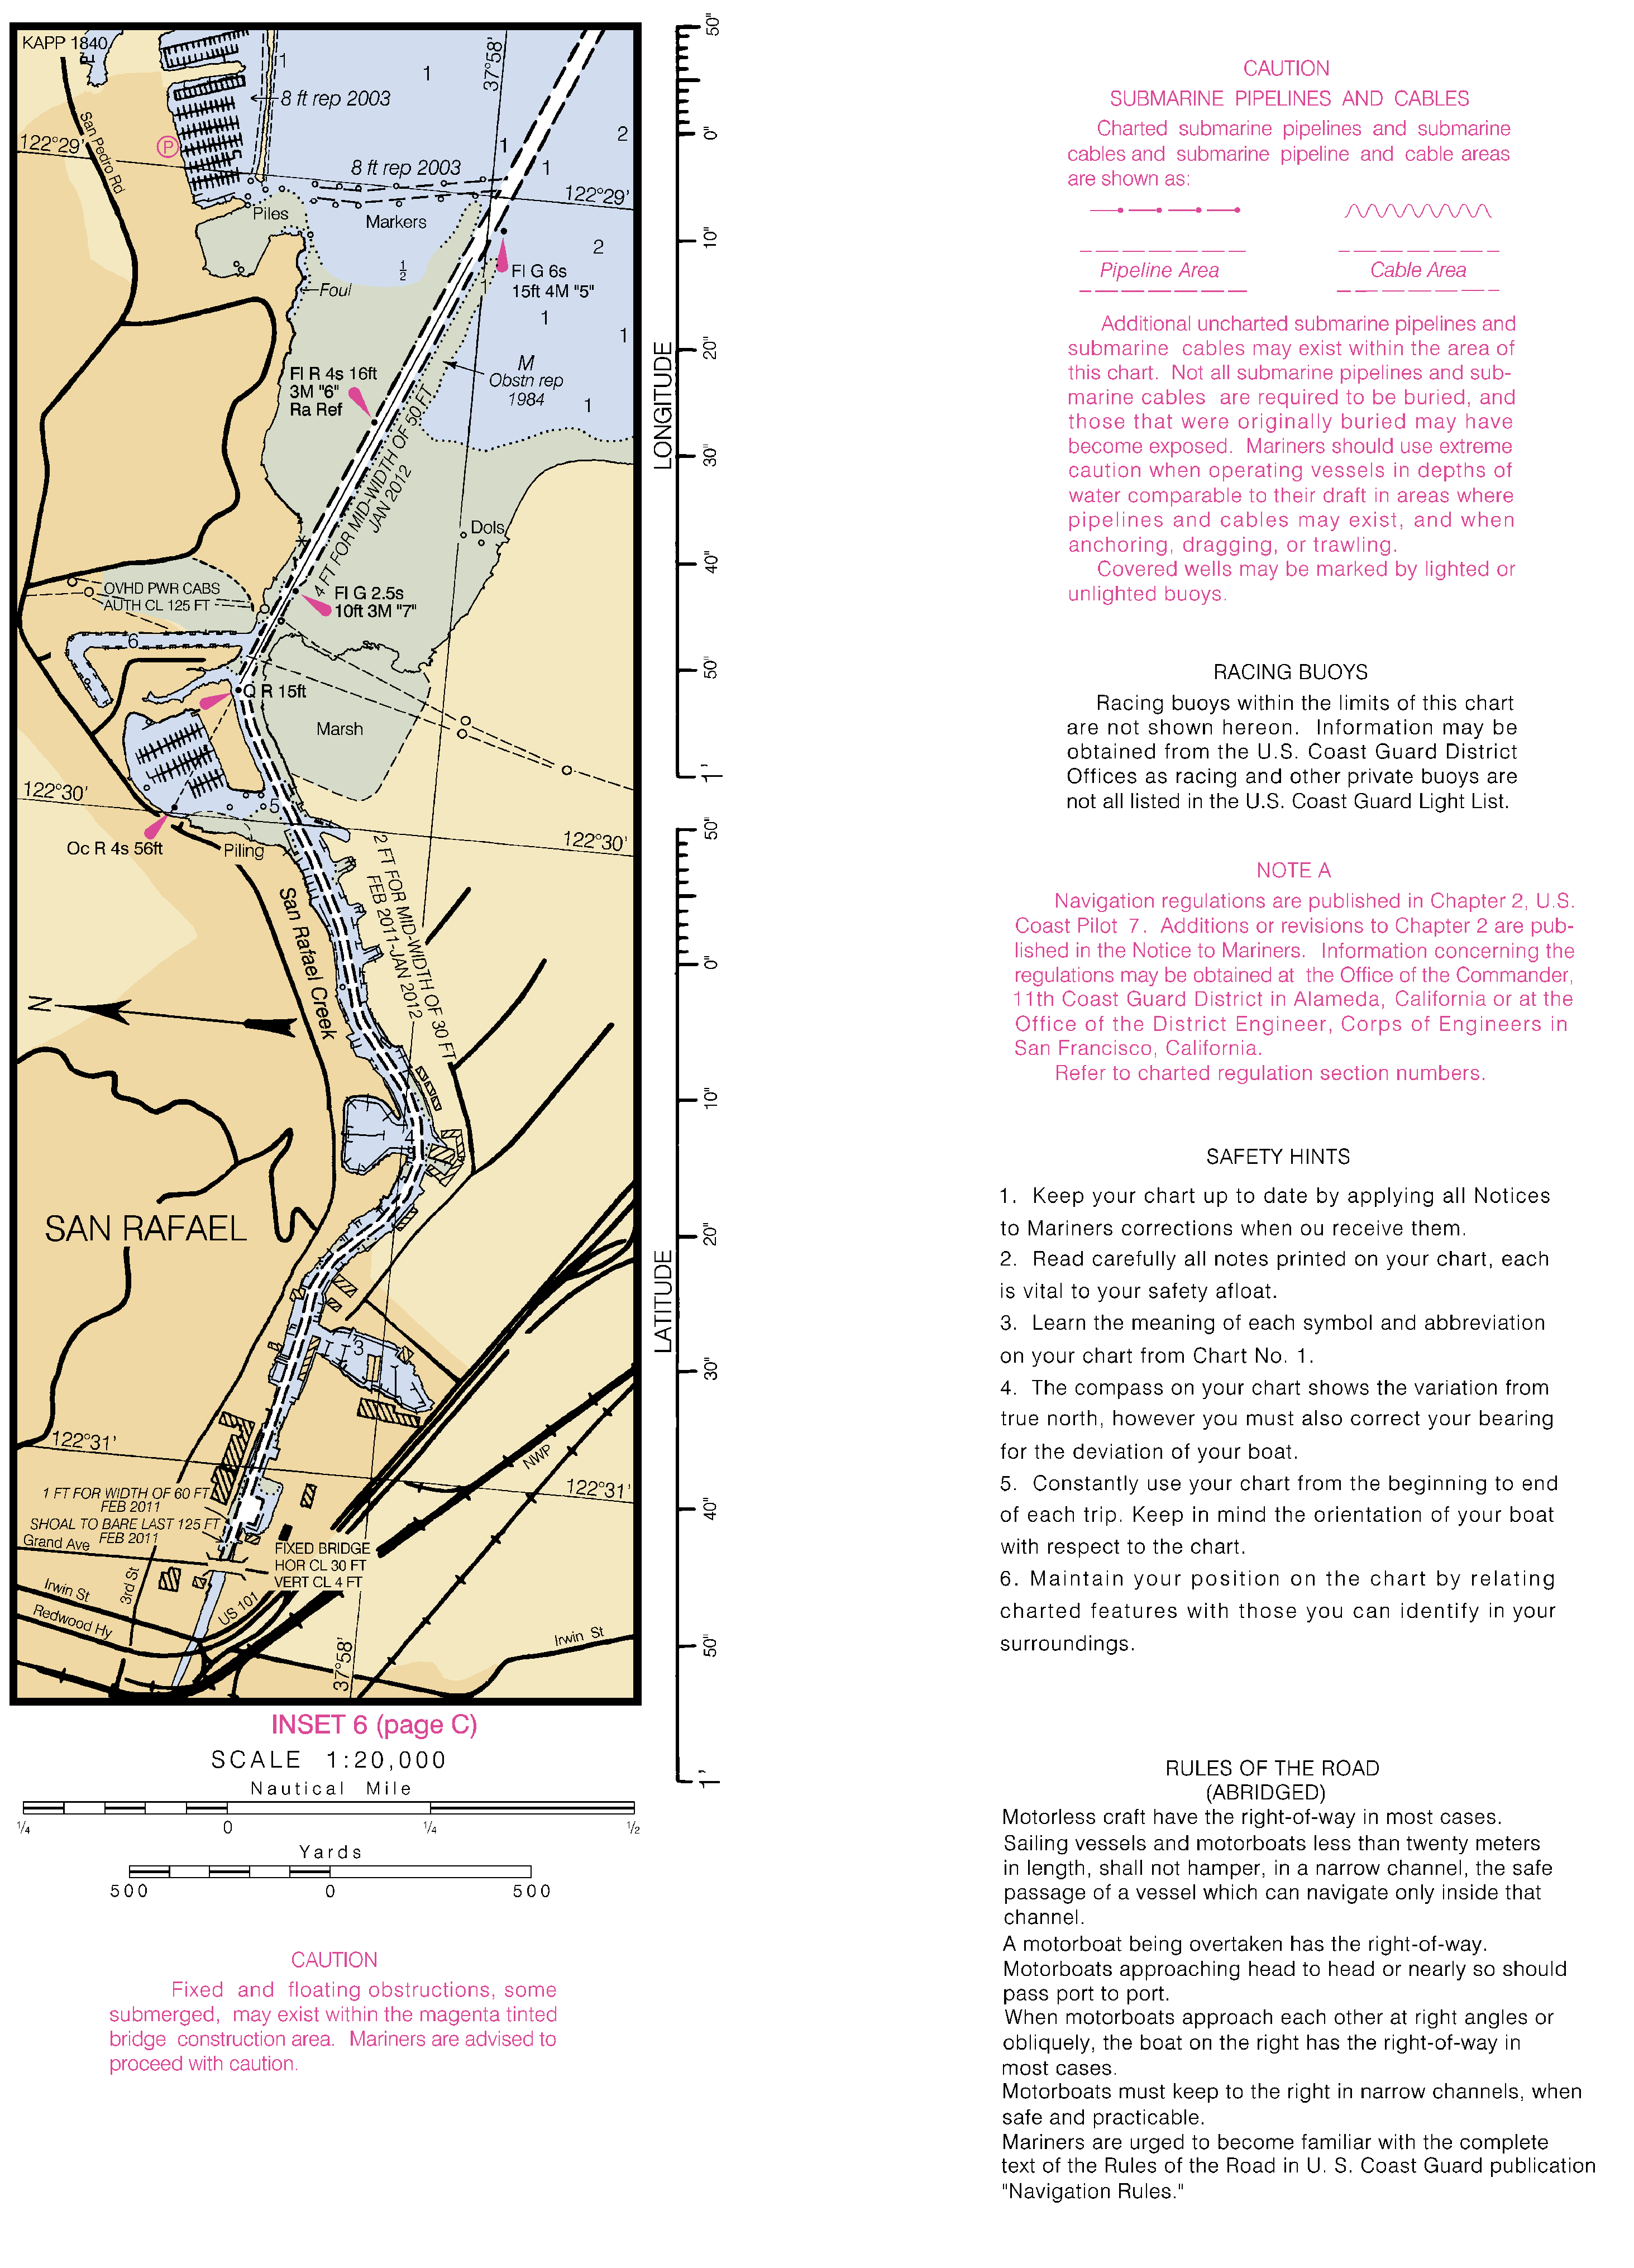 KAPP 1840
San Pedro Rd
1
1
37°58'
8 ft rep 2003
2
122°29'
P
1
8 ft rep 2003
1
122°29'
Piles
Markers
2
1/2
Fl G 6s
15ft 4M "5"
1
Foul
1
1
Fl R 4s 16ft
3M "6"
Ra Ref
M
Obstn rep
1984
1
4 FT FOR MID-WIDTH OF 50 FT
JAN 2012
Dols
OVHD PWR CABS
AUTH CL 125 FT
Fl G 2.5s
10ft 3M "7"
6
Q R 15ft
Marsh
122°30'
5
122°30'
Oc R 4s 56ft
Piling
2 FT FOR MID-WIDTH OF 30 FT
FEB 2011-JAN 2012
San Rafael Creek
N
4
SAN RAFAEL
3
122°31'
NWP
122°31'
1 FT FOR WIDTH OF 60 FT
FEB 2011
SHOAL TO BARE LAST 125 FT
FEB 2011
Grand Ave
FIXED BRIDGE
HOR CL 30 FT
VERT CL 4 FT
3rd St
Irwin St
Redwood Hy
US 101
Irwin St
37°58'
INSET 6 (page C)
SCALE 1:20,000
Nautical Mile
1/4 0 1/4 1/2
Yards
500 0 500
CAUTION
Fixed and floating obstructions, some
submerged, may exist within the magenta tinted
bridge construction area. Mariners are advised to
proceed with caution.
50"
0"
10"
20"
LONGITUDE
30"
40"
50"
1'
50"
0"
10"
20"
LATITUDE
30"
40"
50"
1'
CAUTION
SUBMARINE PIPELINES AND CABLES
Charted submarine pipelines and submarine
cables and submarine pipeline and cable areas
are shown as:
Pipeline Area
Cable Area
Additional uncharted submarine pipelines and
submarine cables may exist within the area of
this chart. Not all submarine pipelines and sub-
marine cables are required to be buried, and
those that were originally buried may have
become exposed. Mariners should use extreme
caution when operating vessels in depths of
water comparable to their draft in areas where
pipelines and cables may exist, and when
anchoring, dragging, or trawling.
Covered wells may be marked by lighted or
unlighted buoys.
RACING BUOYS
Racing buoys within the limits of this chart
are not shown hereon. Information may be
obtained from the U.S. Coast Guard District
Offices as racing and other private buoys are
not all listed in the U.S. Coast Guard Light List.
NOTE A
Navigation regulations are published in Chapter 2, U.S.
Coast Pilot 7. Additions or revisions to Chapter 2 are pub-
lished in the Notice to Mariners. Information concerning the
regulations may be obtained at the Office of the Commander,
11th Coast Guard District in Alameda, California or at the
Office of the District Engineer, Corps of Engineers in
San Francisco, California.
Refer to charted regulation section numbers.
SAFETY HINTS
1. Keep your chart up to date by applying all Notices
to Mariners corrections when ou receive them.
2. Read carefully all notes printed on your chart, each
is vital to your safety afloat.
3. Learn the meaning of each symbol and abbreviation
on your chart from Chart No. 1.
4. The compass on your chart shows the variation from
true north, however you must also correct your bearing
for the deviation of your boat.
5. Constantly use your chart from the beginning to end
of each trip. Keep in mind the orientation of your boat
with respect to the chart.
6. Maintain your position on the chart by relating
charted features with those you can identify in your
surroundings.
RULES OF THE ROAD
(ABRIDGED)
Motorless craft have the right-of-way in most cases.
Sailing vessels and motorboats less than twenty meters
in length, shall not hamper, in a narrow channel, the safe
passage of a vessel which can navigate only inside that
channel.
A motorboat being overtaken has the right-of-way.
Motorboats approaching head to head or nearly so should
pass port to port.
When motorboats approach each other at right angles or
obliquely, the boat on the right has the right-of-way in
most cases.
Motorboats must keep to the right in narrow channels, when
safe and practicable.
Mariners are urged to become familiar with the complete
text of the Rules of the Road in U. S. Coast Guard publication
"Navigation Rules."